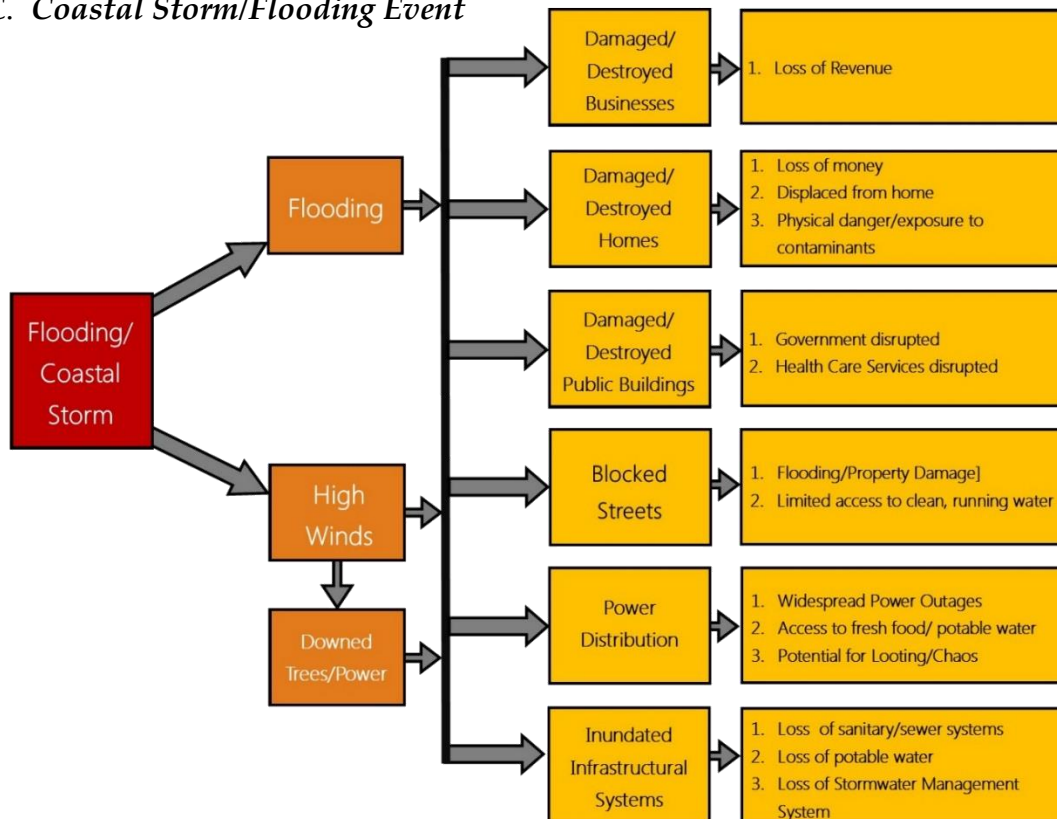 C. Coastal Storm/Flooding Event
Flooding/
Coastal
Storm
Flooding
High
Winds
Downed
Trees/Power
Damaged/
Destroyed
Businesses
1. Loss of Revenue
Damaged/
Destroyed
Homes
1. Loss of money
2. Displaced from home
3. Physical danger/exposure to
contaminants
Damaged/
Destroyed
Public Buildings
1. Government disrupted
2. Health Care Services disrupted
Blocked
Streets
1. Flooding/Property Damage]
2. Limited access to clean, running water
Power
Distribution
1. Widespread Power Outages
2. Access to fresh food/ potable water
3. Potential for Looting/Chaos
Inundated
Infrastructural
Systems
1. Loss of sanitary/sewer systems
2. Loss of potable water
3. Loss of Stormwater Management
System